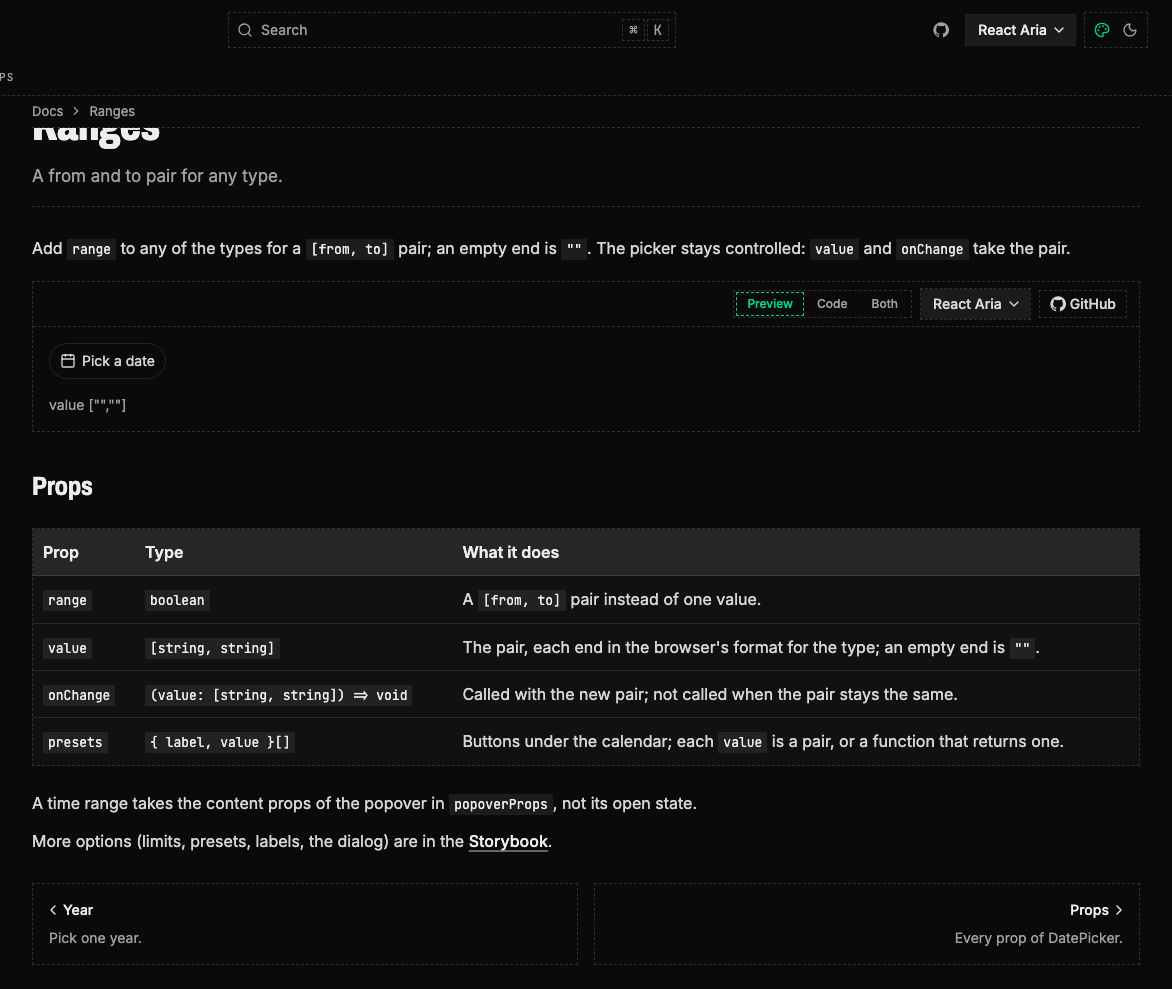 Search ⌘ K React Aria
PS
Docs > Ranges
Ranges
A from and to pair for any type.
Add range to any of the types for a [from, to] pair; an empty end is "". The picker stays controlled: value and onChange take the pair.
Preview Code Both React Aria GitHub
Pick a date
value ["",""]
Props
Prop Type What it does
range boolean A [from, to] pair instead of one value.
value [string, string] The pair, each end in the browser's format for the type; an empty end is "".
onChange (value: [string, string]) => void Called with the new pair; not called when the pair stays the same.
presets { label, value }[] Buttons under the calendar; each value is a pair, or a function that returns one.
A time range takes the content props of the popover in popoverProps, not its open state.
More options (limits, presets, labels, the dialog) are in the Storybook.
< Year Props >
Pick one year. Every prop of DatePicker.